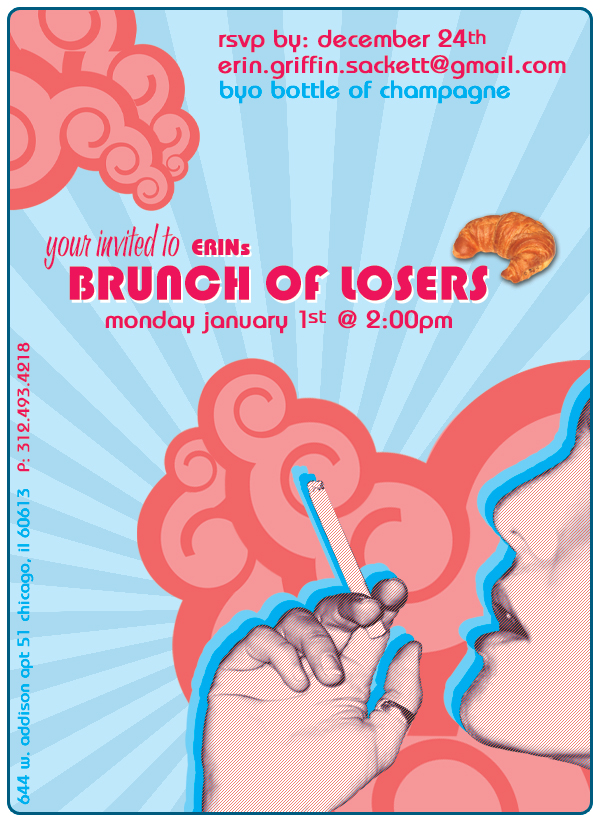 rsvp by: december 24th
erin.griffin.sackett@gmail.com
byo bottle of champagne
your invited to ERINs
BRUNCH OF LOSERS
monday january 1st @ 2:00pm
644 w. addison apt 51 chicago, il 60613 P: 312.493.4218